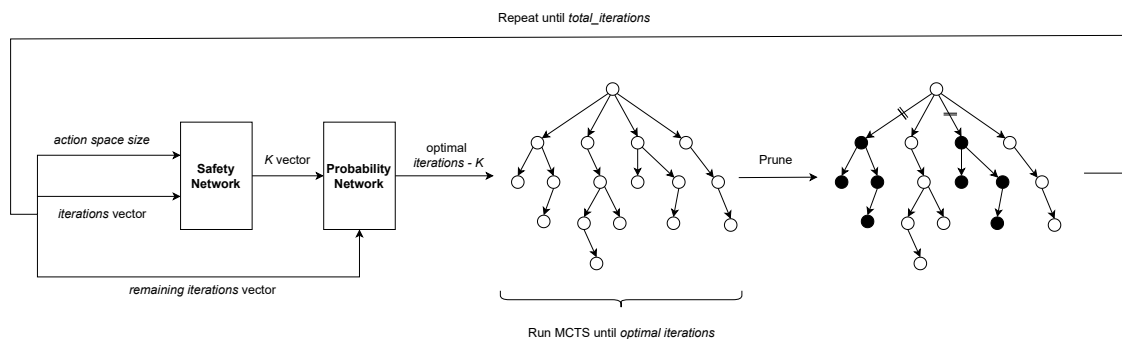 Repeat until total_iterations
action space size
Safety
Network
K vector
Probability
Network
optimal
iterations - K
Prune
iterations vector
remaining iterations vector
Run MCTS until optimal iterations